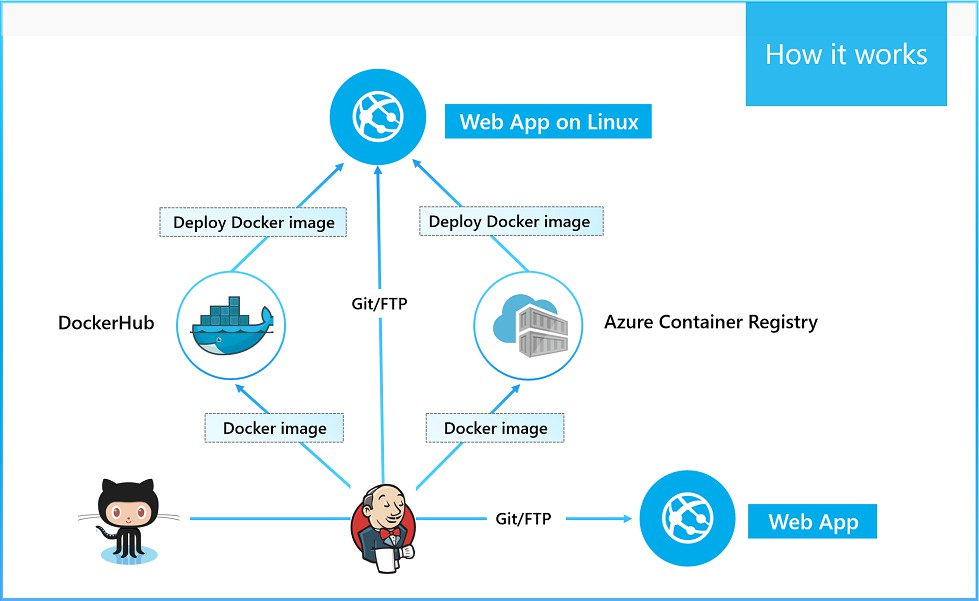 How it works
Web App on Linux
Deploy Docker image
Deploy Docker image
Git/FTP
DockerHub
Azure Container Registry
Docker image
Docker image
Git/FTP
Web App